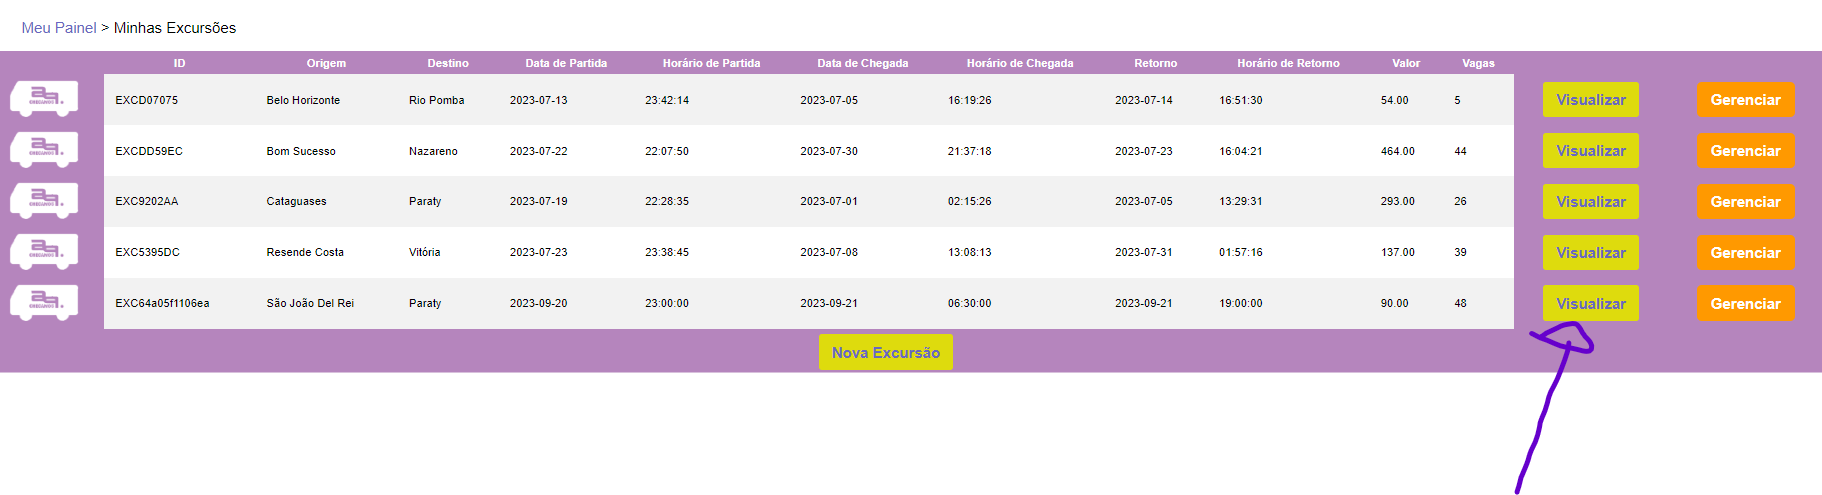 Meu Painel > Minhas Excursões
ID Origem Destino Data de Partida Horário de Partida Data de Chegada Horário de Chegada Retorno Horário de Retorno Valor Vagas
EXCD07075 Belo Horizonte Rio Pomba 2023-07-13 23:42:14 2023-07-05 16:19:26 2023-07-14 16:51:30 54.00 5 Visualizar Gerenciar
EXCDD59EC Bom Sucesso Nazareno 2023-07-22 22:07:50 2023-07-30 21:37:18 2023-07-23 16:04:21 464.00 44 Visualizar Gerenciar
EXC9202AA Cataguases Paraty 2023-07-19 22:28:35 2023-07-01 02:15:26 2023-07-05 13:29:31 293.00 26 Visualizar Gerenciar
EXC5395DC Resende Costa Vitória 2023-07-23 23:38:45 2023-07-08 13:08:13 2023-07-31 01:57:16 137.00 39 Visualizar Gerenciar
EXC64a05f1106ea São João Del Rei Paraty 2023-09-20 23:00:00 2023-09-21 06:30:00 2023-09-21 19:00:00 90.00 48 Visualizar Gerenciar
Nova Excursão